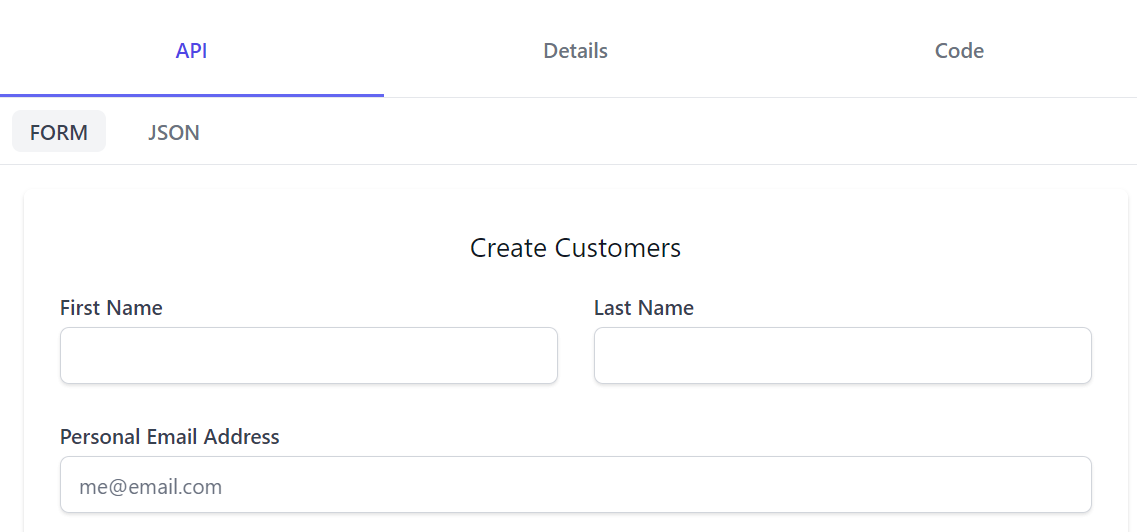 API Details Code
FORM JSON
Create Customers
First Name Last Name
Personal Email Address
me@email.com